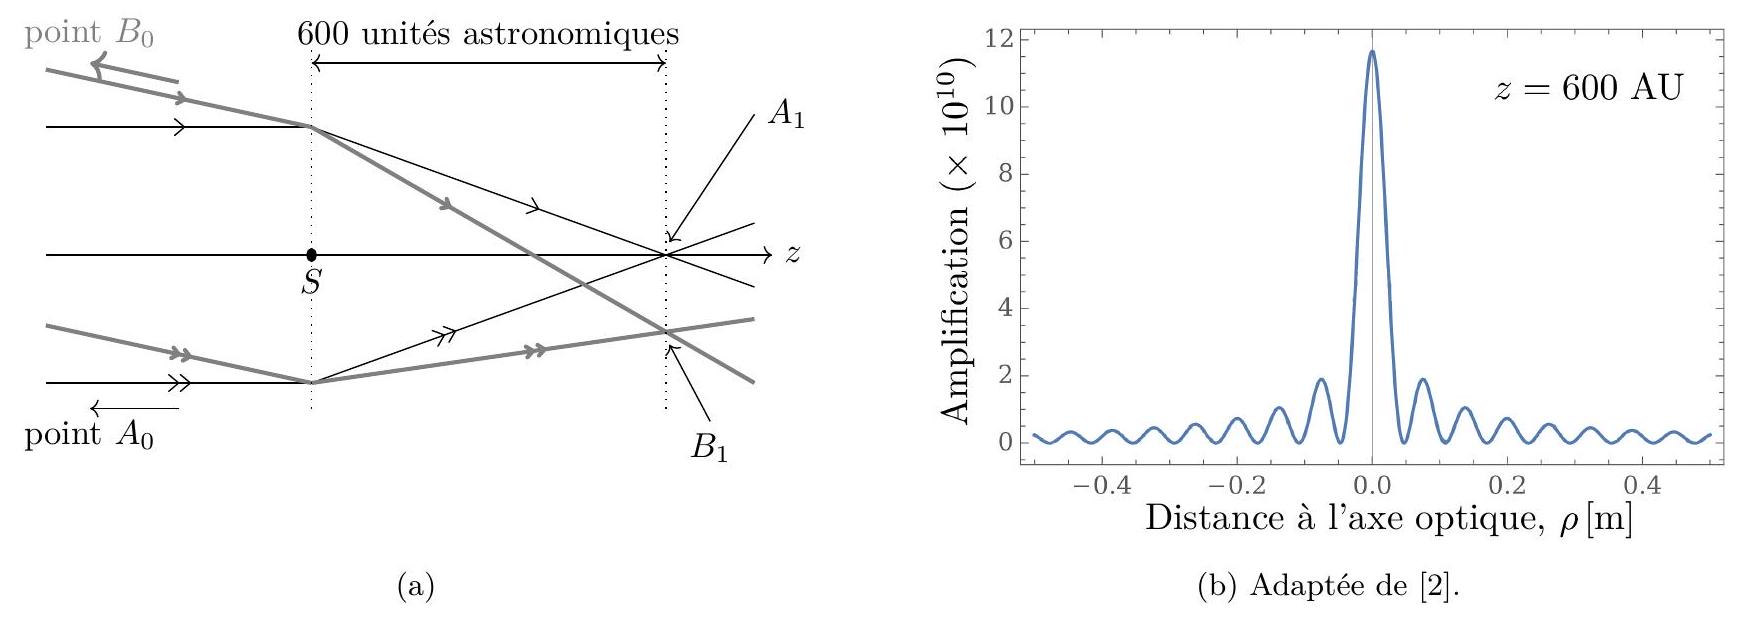 point B₀
600 unités astronomiques
A₁
z
S
point A₀
B₁
(a)
Amplification (× 10¹⁰)
12
10
8
6
4
2
0
z = 600 AU
−0.4 −0.2 0.0 0.2 0.4
Distance à l'axe optique, ρ [m]
(b) Adaptée de [2].